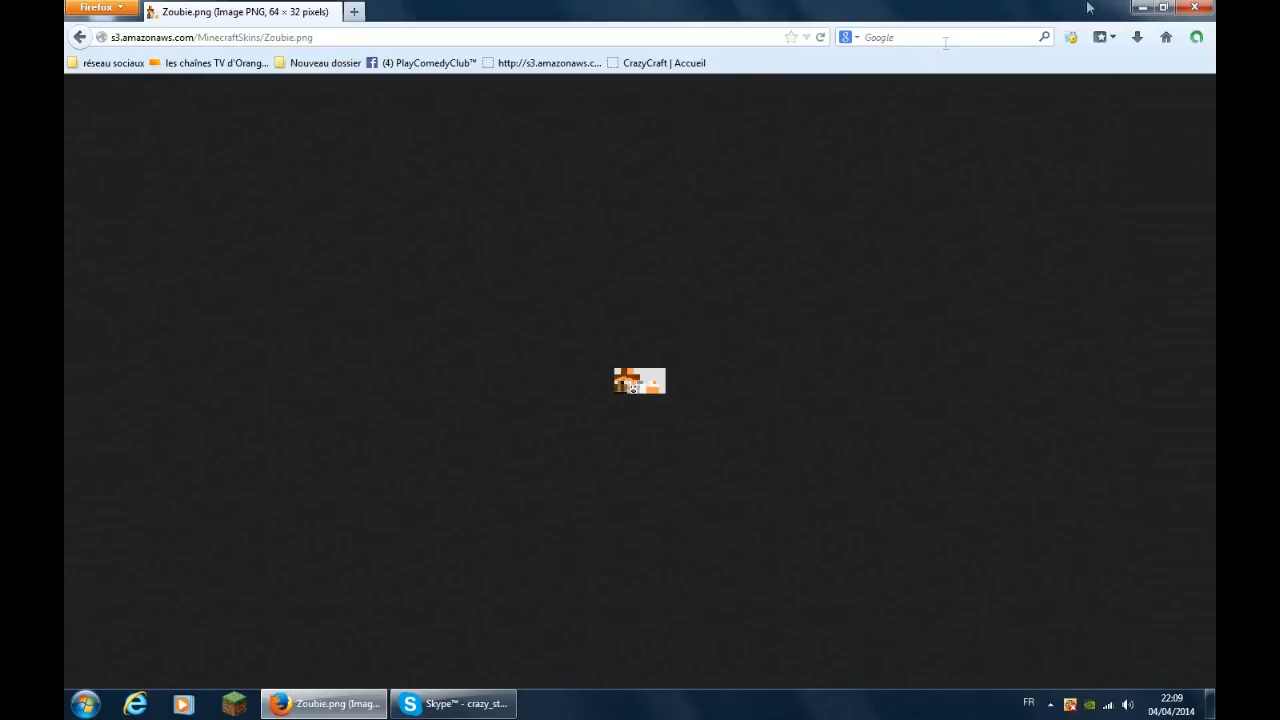 Firefox
Zoubie.png (Image PNG, 64 × 32 pixels)
s3.amazonaws.com/MinecraftSkins/Zoubie.png
Google
réseau sociaux
les chaînes TV d'Orang...
Nouveau dossier
(4) PlayComedyClub™
http://s3.amazonaws.c...
CrazyCraft | Accueil
Zoubie.png (Imag...
Skype™ - crazy_st...
FR
22:09
04/04/2014